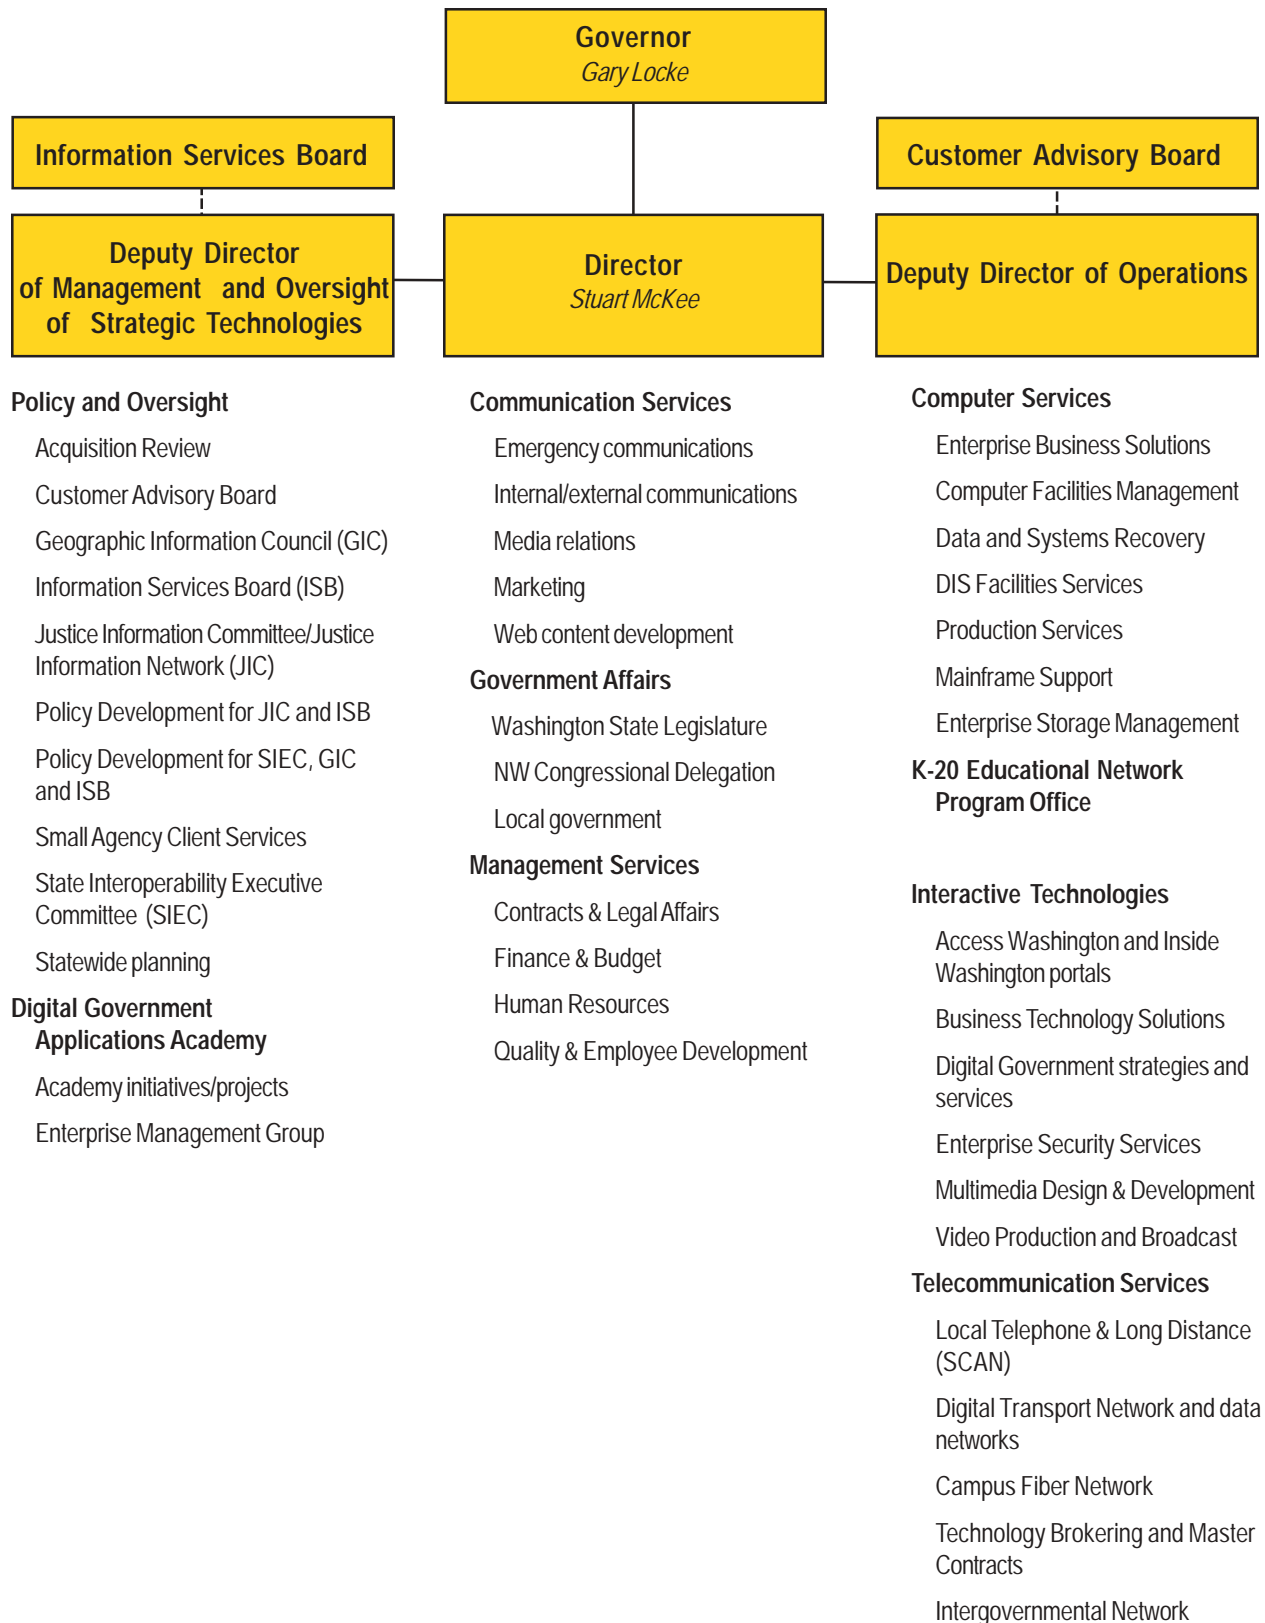 Governor
Gary Locke
Information Services Board
Customer Advisory Board
Deputy Director
of Management and Oversight
of Strategic Technologies
Director
Stuart McKee
Deputy Director of Operations
Policy and Oversight
Acquisition Review
Customer Advisory Board
Geographic Information Council (GIC)
Information Services Board (ISB)
Justice Information Committee/Justice
Information Network (JIC)
Policy Development for JIC and ISB
Policy Development for SIEC, GIC
and ISB
Small Agency Client Services
State Interoperability Executive
Committee (SIEC)
Statewide planning
Digital Government
Applications Academy
Academy initiatives/projects
Enterprise Management Group
Communication Services
Emergency communications
Internal/external communications
Media relations
Marketing
Web content development
Government Affairs
Washington State Legislature
NW Congressional Delegation
Local government
Management Services
Contracts & Legal Affairs
Finance & Budget
Human Resources
Quality & Employee Development
Computer Services
Enterprise Business Solutions
Computer Facilities Management
Data and Systems Recovery
DIS Facilities Services
Production Services
Mainframe Support
Enterprise Storage Management
K-20 Educational Network
Program Office
Interactive Technologies
Access Washington and Inside
Washington portals
Business Technology Solutions
Digital Government strategies and
services
Enterprise Security Services
Multimedia Design & Development
Video Production and Broadcast
Telecommunication Services
Local Telephone & Long Distance
(SCAN)
Digital Transport Network and data
networks
Campus Fiber Network
Technology Brokering and Master
Contracts
Intergovernmental Network